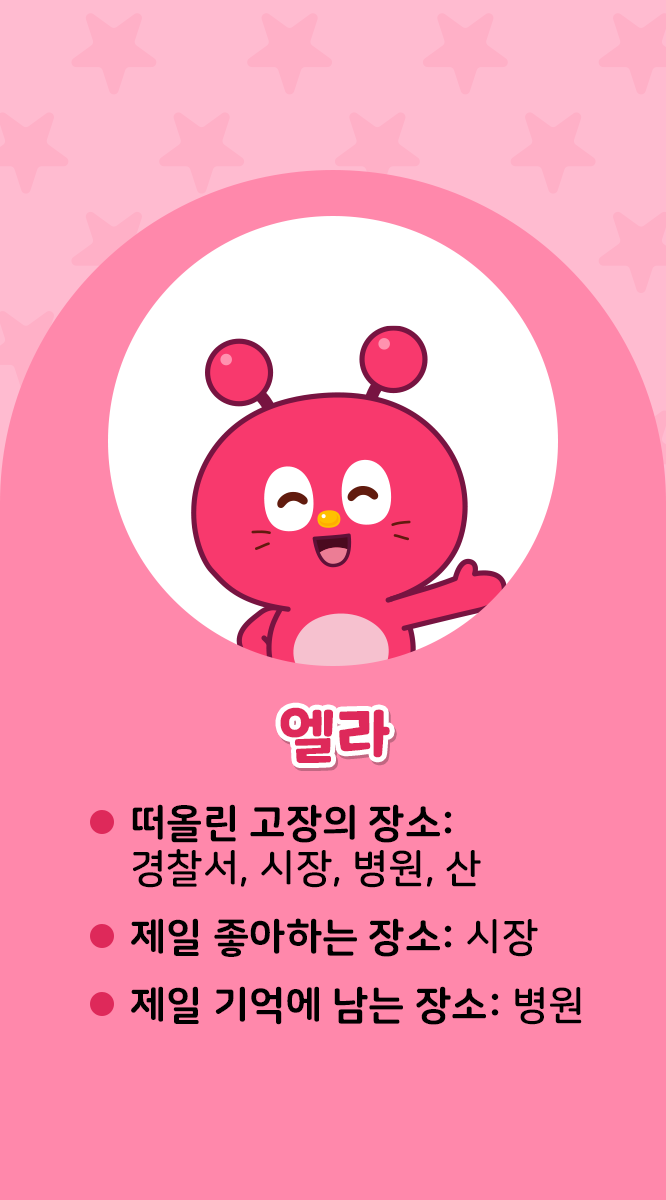 엘라
떠올린 고장의 장소:
경찰서, 시장, 병원, 산
제일 좋아하는 장소: 시장
제일 기억에 남는 장소: 병원